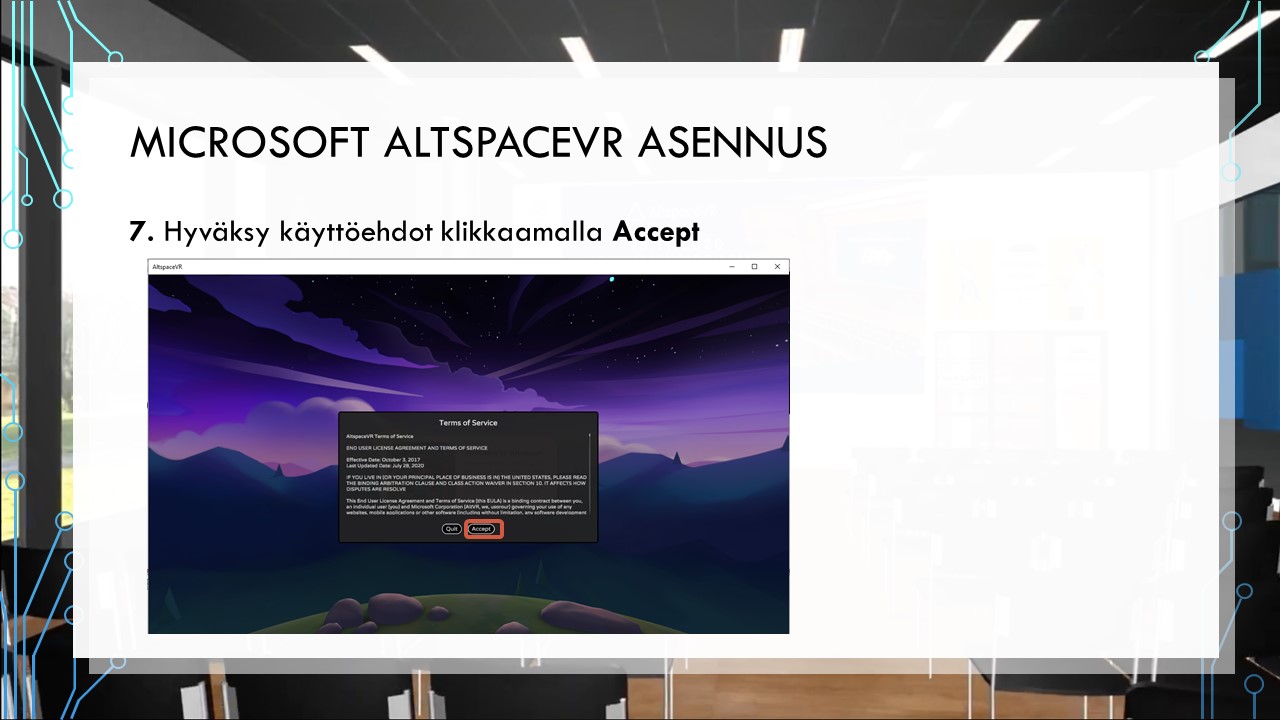 MICROSOFT ALTSPACEVR ASENNUS
7. Hyväksy käyttöehdot klikkaamalla Accept
AltspaceVR
Terms of Service
AltspaceVR Terms of Service
END USER LICENSE AGREEMENT AND TERMS OF SERVICE
Effective Date: October 3, 2017
Last Updated Date: July 28, 2020
IF YOU LIVE IN (OR YOUR PRINCIPAL PLACE OF BUSINESS IS IN) THE UNITED STATES, PLEASE READ
THE BINDING ARBITRATION CLAUSE AND CLASS ACTION WAIVER IN SECTION 10. IT AFFECTS HOW
DISPUTES ARE RESOLVE
This End User License Agreement and Terms of Service (this EULA) is a binding contract between you,
an individual user (you) and Microsoft Corporation (AltVR, we, usorour) governing your use of any
websites, mobile applications or other software (including without limitation, any software development
Quit Accept